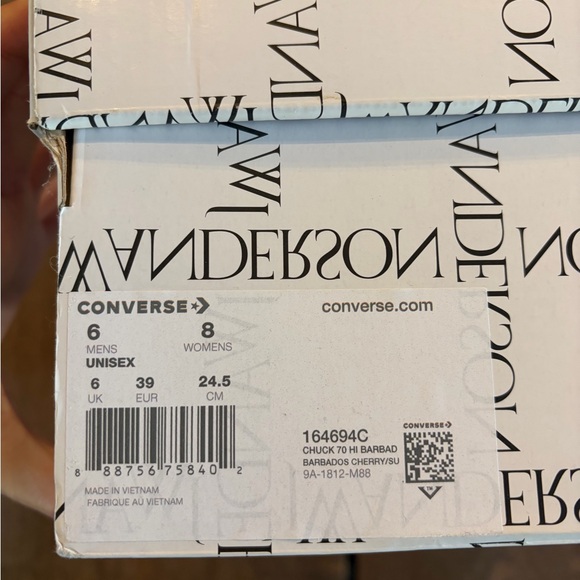 JWANDERSON
CONVERSE
converse.com
6
8
MENS
WOMENS
UNISEX
6
39
24.5
UK
EUR
CM
8 88756 75840 2
164694C
CONVERSE
CHUCK 70 HI BARBAD
BARBADOS CHERRY/SU
9A-1812-M88
MADE IN VIETNAM
FABRIQUE AU VIETNAM